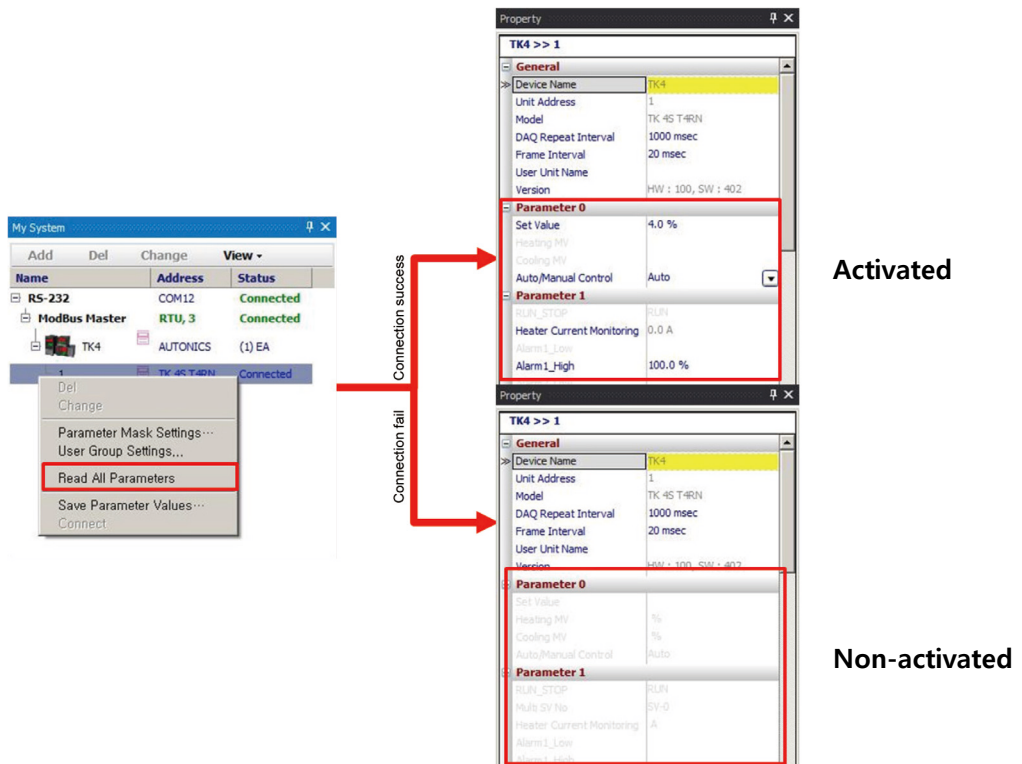 My System
Add Del Change View
Name Address Status
RS-232 COM12 Connected
ModBus Master RTU, 3 Connected
TK4 AUTONICS (1) EA
1 TK 4S T4RN Connected
Del
Change
Parameter Mask Settings...
User Group Settings...
Read All Parameters
Save Parameter Values...
Connect
Connection success
Connection fail
Property
TK4 >> 1
General
Device Name TK4
Unit Address 1
Model TK 4S T4RN
DAQ Repeat Interval 1000 msec
Frame Interval 20 msec
User Unit Name
Version HW : 100, SW : 402
Parameter 0
Set Value 4.0 %
Heating MV
Cooling MV
Auto/Manual Control Auto
Parameter 1
RUN_STOP RUN
Heater Current Monitoring 0.0 A
Alarm1_Low
Alarm1_High 100.0 %
Activated
Property
TK4 >> 1
General
Device Name TK4
Unit Address 1
Model TK 4S T4RN
DAQ Repeat Interval 1000 msec
Frame Interval 20 msec
User Unit Name
Version HW : 100, SW : 402
Parameter 0
Set Value
Heating MV %
Cooling MV %
Auto/Manual Control Auto
Parameter 1
RUN_STOP RUN
Multi SV No SV-0
Heater Current Monitoring A
Alarm1_Low
Alarm1_High
Non-activated